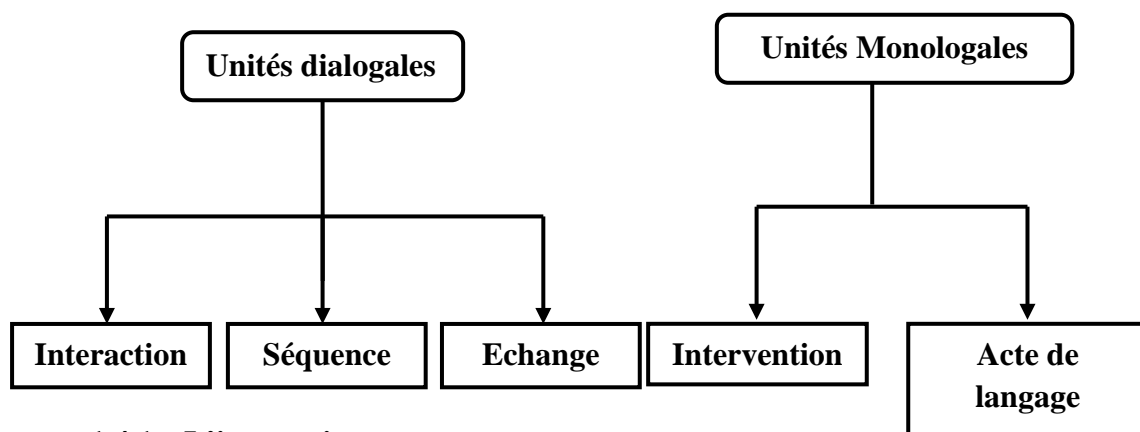 Unités dialogales
Unités Monologales
Interaction
Séquence
Echange
Intervention
Acte de
langage